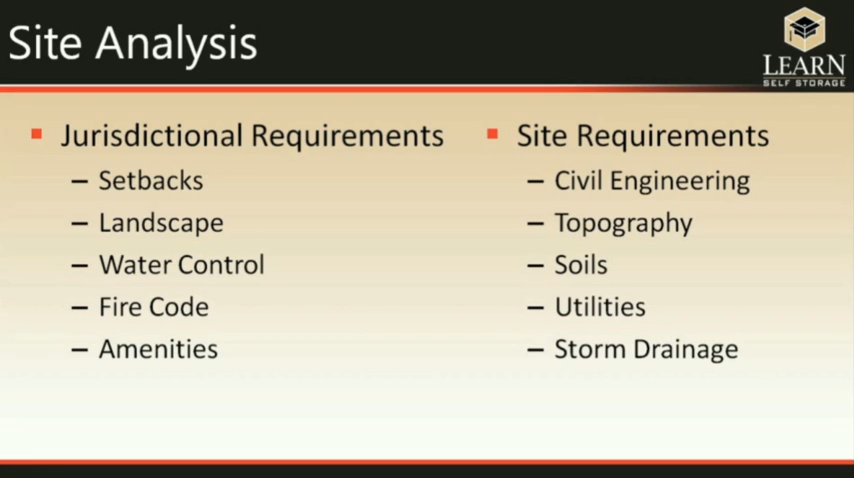 Site Analysis
LEARN
SELF STORAGE
▪ Jurisdictional Requirements
– Setbacks
– Landscape
– Water Control
– Fire Code
– Amenities
▪ Site Requirements
– Civil Engineering
– Topography
– Soils
– Utilities
– Storm Drainage